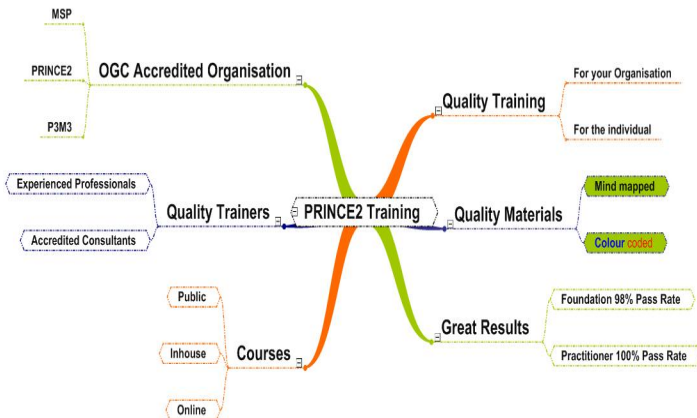 MSP
OGC Accredited Organisation
PRINCE2
P3M3
Experienced Professionals
Quality Trainers
Accredited Consultants
Public
Inhouse
Courses
Online
PRINCE2 Training
For your Organisation
Quality Training
For the individual
Mind mapped
Quality Materials
Colour coded
Foundation 98% Pass Rate
Great Results
Practitioner 100% Pass Rate